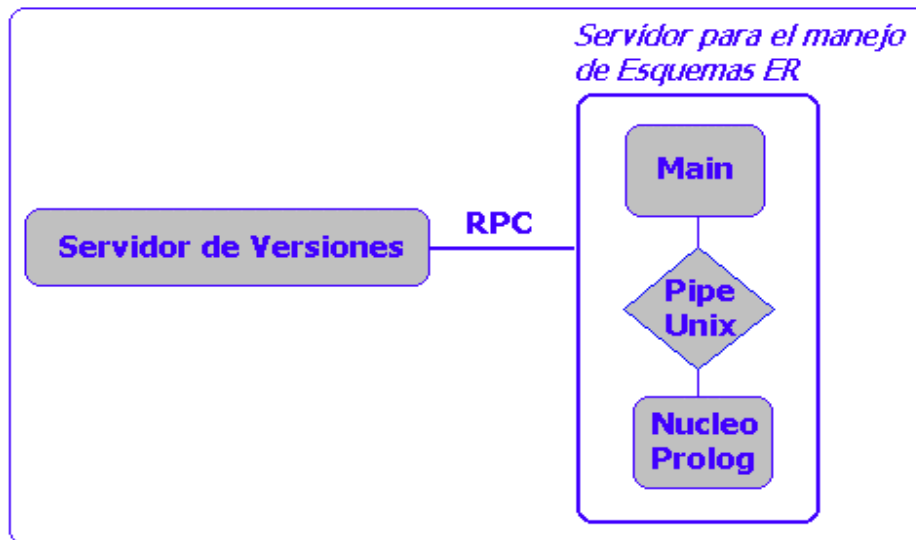 Servidor para el manejo
de Esquemas ER
Main
RPC
Servidor de Versiones
Pipe
Unix
Nucleo
Prolog